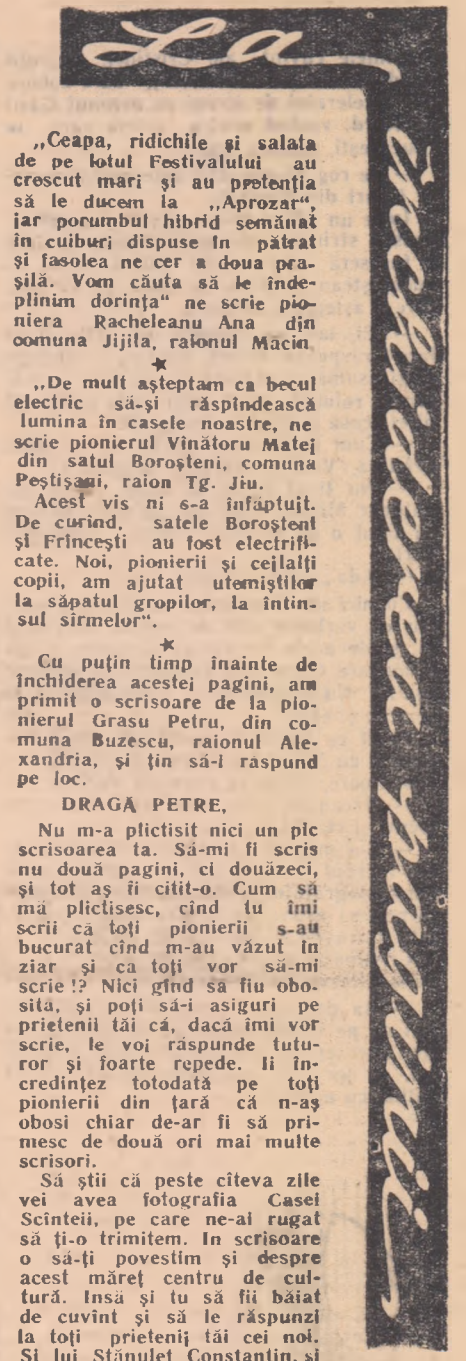 La
închiderea paginii
„Ceapa, ridichile și salata
de pe lotul Festivalului au
crescut mari și au pretenția
să le ducem la „Aprozar“,
iar porumbul hibrid semănat
în cuiburi dispuse în pătrat
și fasolea ne cer a doua pra-
șilă. Vom căuta să le înde-
plinim dorința“ ne scrie pio-
niera Racheleanu Ana din
comuna Jijila, raionul Măcin
★
„De mult așteptam ca becul
electric să-și răspîndească
lumina în casele noastre, ne
scrie pionierul Vînătoru Matei
din satul Boroșteni, comuna
Peștișani, raion Tg. Jiu.
Acest vis ni s-a înfăptuit.
De curînd, satele Boroșteni
și Frîncești au fost electrifi-
cate. Noi, pionierii și ceilalți
copii, am ajutat utemiștilor
la săpatul gropilor, la întin-
sul sîrmelor“.
★
Cu puțin timp înainte de
închiderea acestei pagini, am
primit o scrisoare de la pio-
nierul Grasu Petru, din co-
muna Buzescu, raionul Ale-
xandria, și țin să-i răspund
pe loc.
DRAGĂ PETRE,
Nu m-a plictisit nici un pic
scrisoarea ta. Să-mi fi scris
nu două pagini, ci douăzeci,
și tot aș fi citit-o. Cum să
mă plictisesc, cînd tu îmi
scrii că toți pionierii s-au
bucurat cînd m-au văzut în
ziar și că toți vor să-mi
scrie !? Nici gînd să fiu obo-
sită, și poți să-i asiguri pe
prietenii tăi că, dacă îmi vor
scrie, le voi răspunde tutu-
ror și foarte repede. Ii în-
credințez totodată pe toți
pionierii din țară că n-aș
obosi chiar de-ar fi să pri-
mesc de două ori mai multe
scrisori.
Să știi că peste cîteva zile
vei avea fotografia Casei
Scînteii, pe care ne-ai rugat
să ți-o trimitem. In scrisoare
o să-ți povestim și despre
acest măreț centru de cul-
tură. Insă și tu să fii băiat
de cuvînt și să le răspunzi
la toți prietenii tăi cei noi.
Și lui Stănuleț Constantin, și